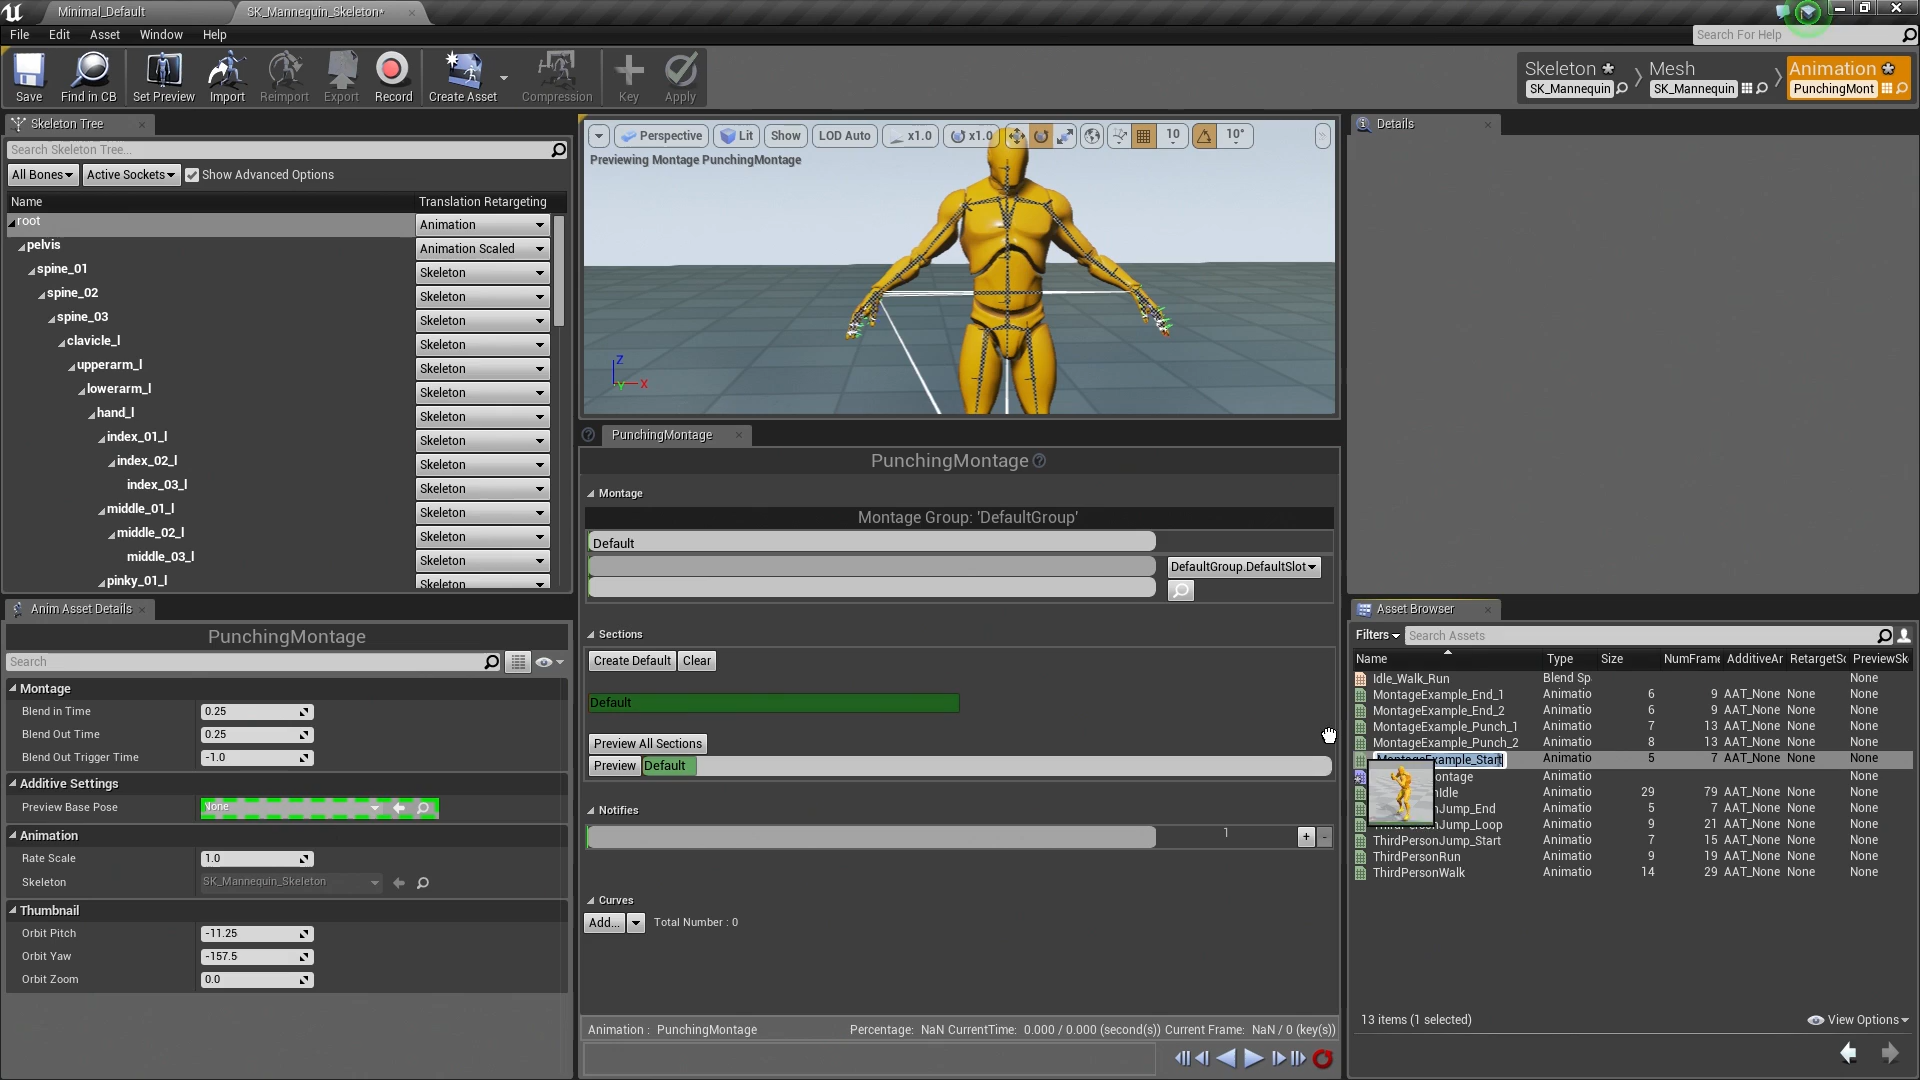 Minimal_Default
SK_Mannequin_Skeleton*
File Edit Asset Window Help
Search For Help
Save Find in CB Set Preview Import Reimport Export Record Create Asset Compression Key Apply
Skeleton Mesh Animation
SK_Mannequin SK_Mannequin PunchingMont
Skeleton Tree
Search Skeleton Tree...
All Bones Active Sockets Show Advanced Options
Name Translation Retargeting
root Animation
pelvis Animation Scaled
spine_01 Skeleton
spine_02 Skeleton
spine_03 Skeleton
clavicle_l Skeleton
upperarm_l Skeleton
lowerarm_l Skeleton
hand_l Skeleton
index_01_l Skeleton
index_02_l Skeleton
index_03_l Skeleton
middle_01_l Skeleton
middle_02_l Skeleton
middle_03_l Skeleton
pinky_01_l Skeleton
Perspective Lit Show LOD Auto x1.0 x1.0 10 10°
Previewing Montage PunchingMontage
Z
Y X
Details
Anim Asset Details
PunchingMontage
Search
Montage
Blend in Time 0.25
Blend Out Time 0.25
Blend Out Trigger Time -1.0
Additive Settings
Preview Base Pose None
Animation
Rate Scale 1.0
Skeleton SK_Mannequin_Skeleton
Thumbnail
Orbit Pitch -11.25
Orbit Yaw -157.5
Orbit Zoom 0.0
PunchingMontage
PunchingMontage
Montage
Montage Group: 'DefaultGroup'
Default
DefaultGroup.DefaultSlot
Sections
Create Default Clear
Default
Preview All Sections
Preview Default
Notifies
1 + -
Curves
Add... Total Number : 0
Animation : PunchingMontage Percentage: NaN CurrentTime: 0.000 / 0.000 (second(s)) Current Frame: NaN / 0 (key(s))
Asset Browser
Filters Search Assets
Name Type Size NumFrame AdditiveAr RetargetSc PreviewSk
Idle_Walk_Run Blend Sp None
MontageExample_End_1 Animatio 6 9 AAT_None None None
MontageExample_End_2 Animatio 6 9 AAT_None None None
MontageExample_Punch_1 Animatio 7 13 AAT_None None None
MontageExample_Punch_2 Animatio 8 13 AAT_None None None
MontageExample_Start Animatio 5 7 AAT_None None None
ontage Animatio None
Idle Animatio 29 79 AAT_None None None
Jump_End Animatio 5 7 AAT_None None None
ThirdPersonJump_Loop Animatio 9 21 AAT_None None None
ThirdPersonJump_Start Animatio 7 15 AAT_None None None
ThirdPersonRun Animatio 9 19 AAT_None None None
ThirdPersonWalk Animatio 14 29 AAT_None None None
13 items (1 selected) View Options